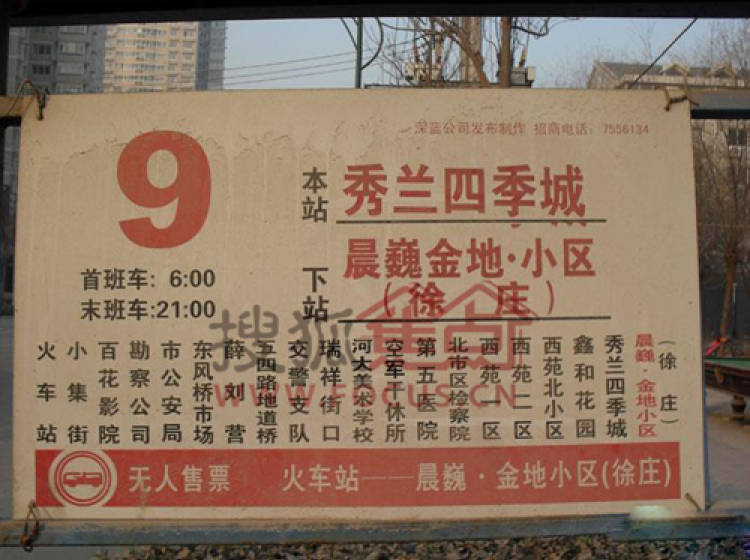 深蓝公司发布制作 招商电话：7556134
9
本站
秀兰四季城
下站
晨巍金地·小区
（徐庄）
首班车：6:00
末班车：21:00
火车站
小集街
百花影院
勘察公司
市公安局
东风桥市场
薛刘营
五四路地道桥
交警支队
瑞祥街口
河大美术学校
空军干休所
第五医院
北市区检察院
西苑一区
西苑二区
西苑北小区
鑫和花园
秀兰四季城
晨巍·金地小区
（徐庄）
无人售票 火车站——晨巍·金地小区(徐庄)
搜狐焦点
WWW.FOCUS.CN